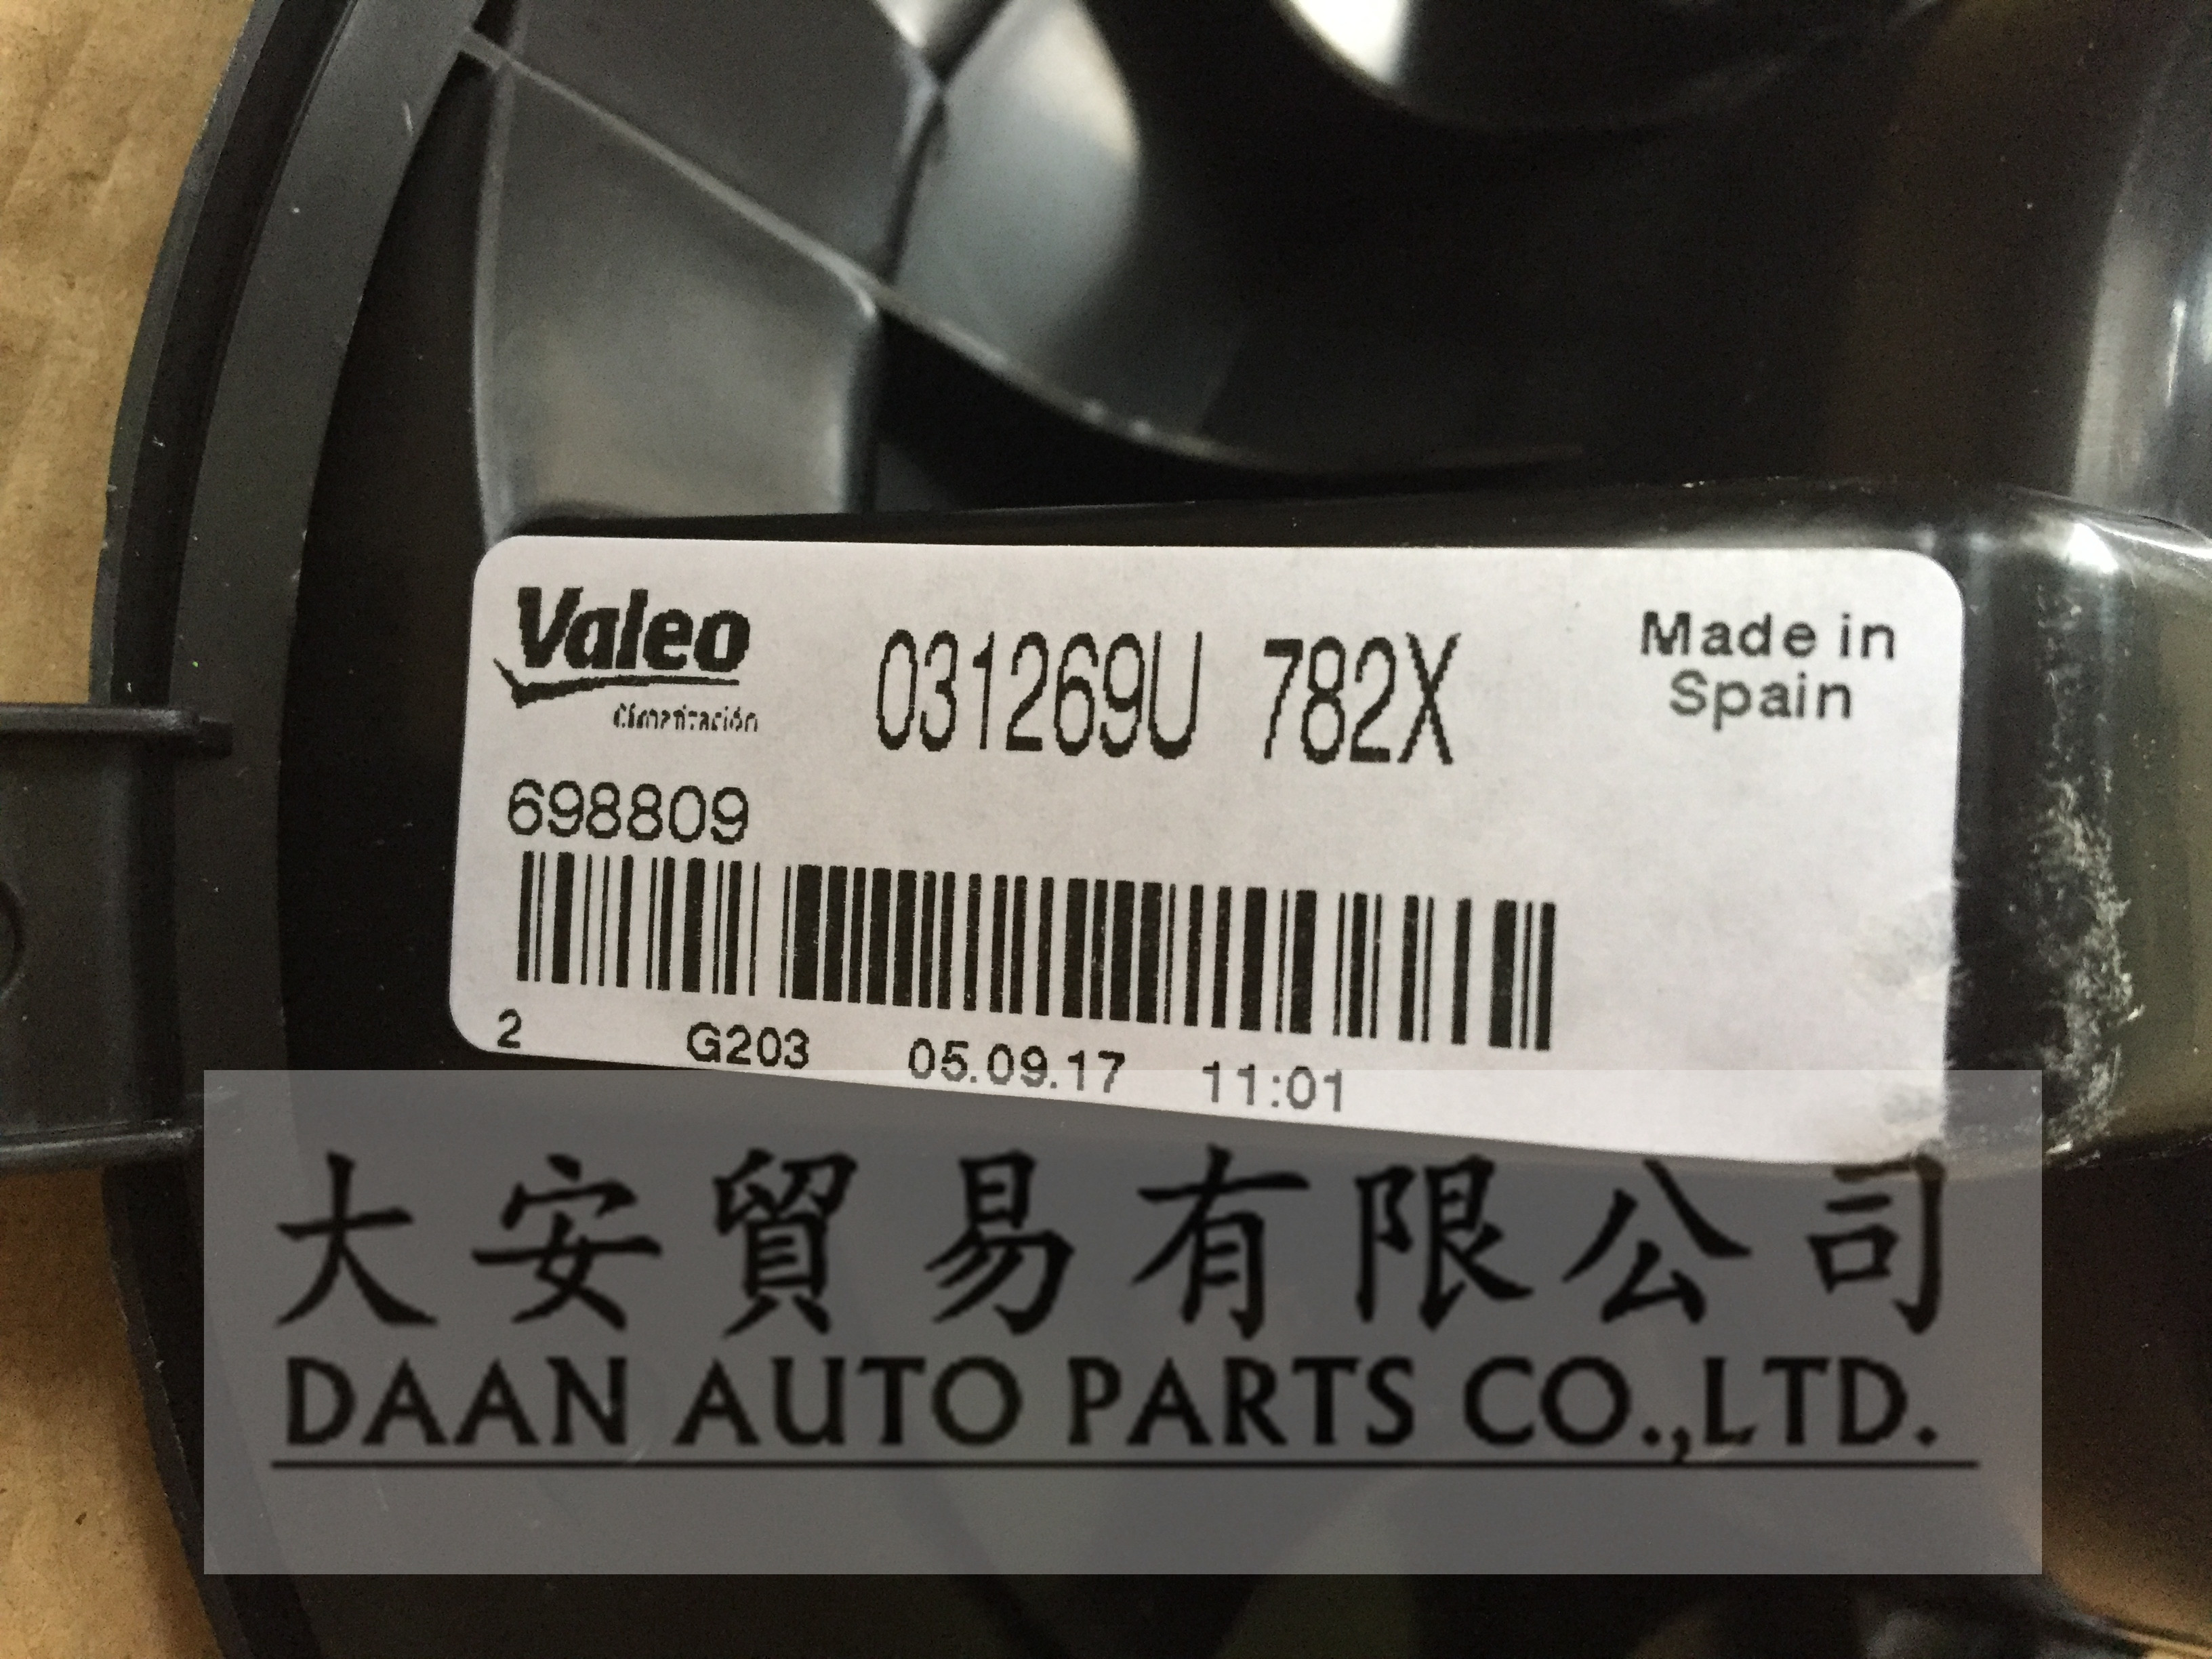 Valeo
Climatización
031269U 782X
Made in
Spain
698809
2 G203 05.09.17 11:01
大安貿易有限公司
DAAN AUTO PARTS CO.,LTD.